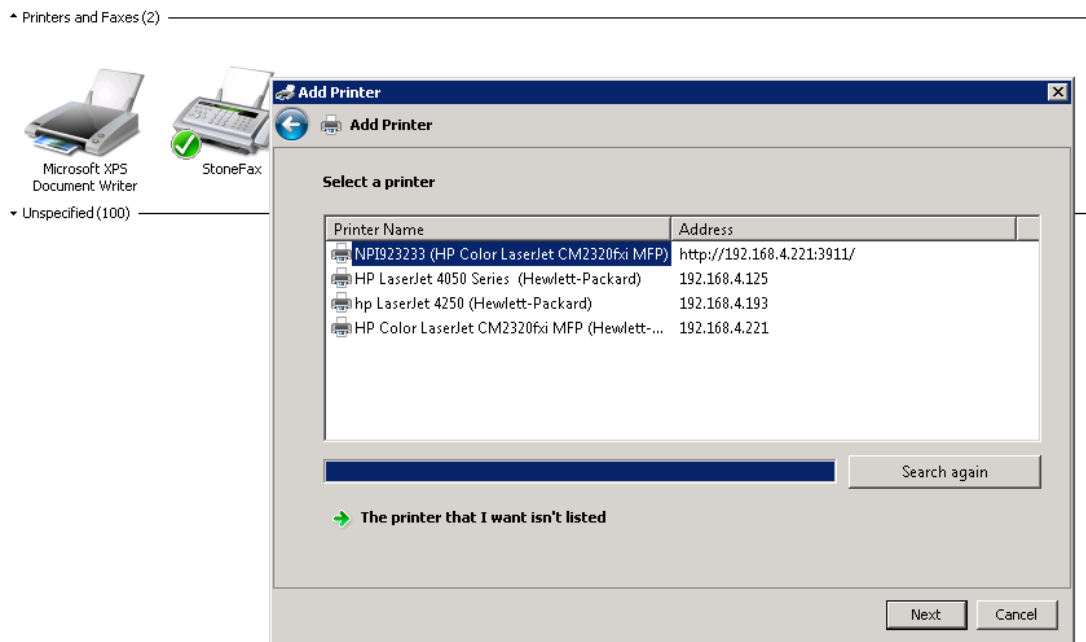 Printers and Faxes (2)
Microsoft XPS
Document Writer
StoneFax
Unspecified (100)
Add Printer
Add Printer
Select a printer
Printer Name Address
NPI923233 (HP Color LaserJet CM2320fxi MFP) http://192.168.4.221:3911/
HP LaserJet 4050 Series  (Hewlett-Packard) 192.168.4.125
hp LaserJet 4250 (Hewlett-Packard) 192.168.4.193
HP Color LaserJet CM2320fxi MFP (Hewlett-... 192.168.4.221
Search again
The printer that I want isn't listed
Next Cancel